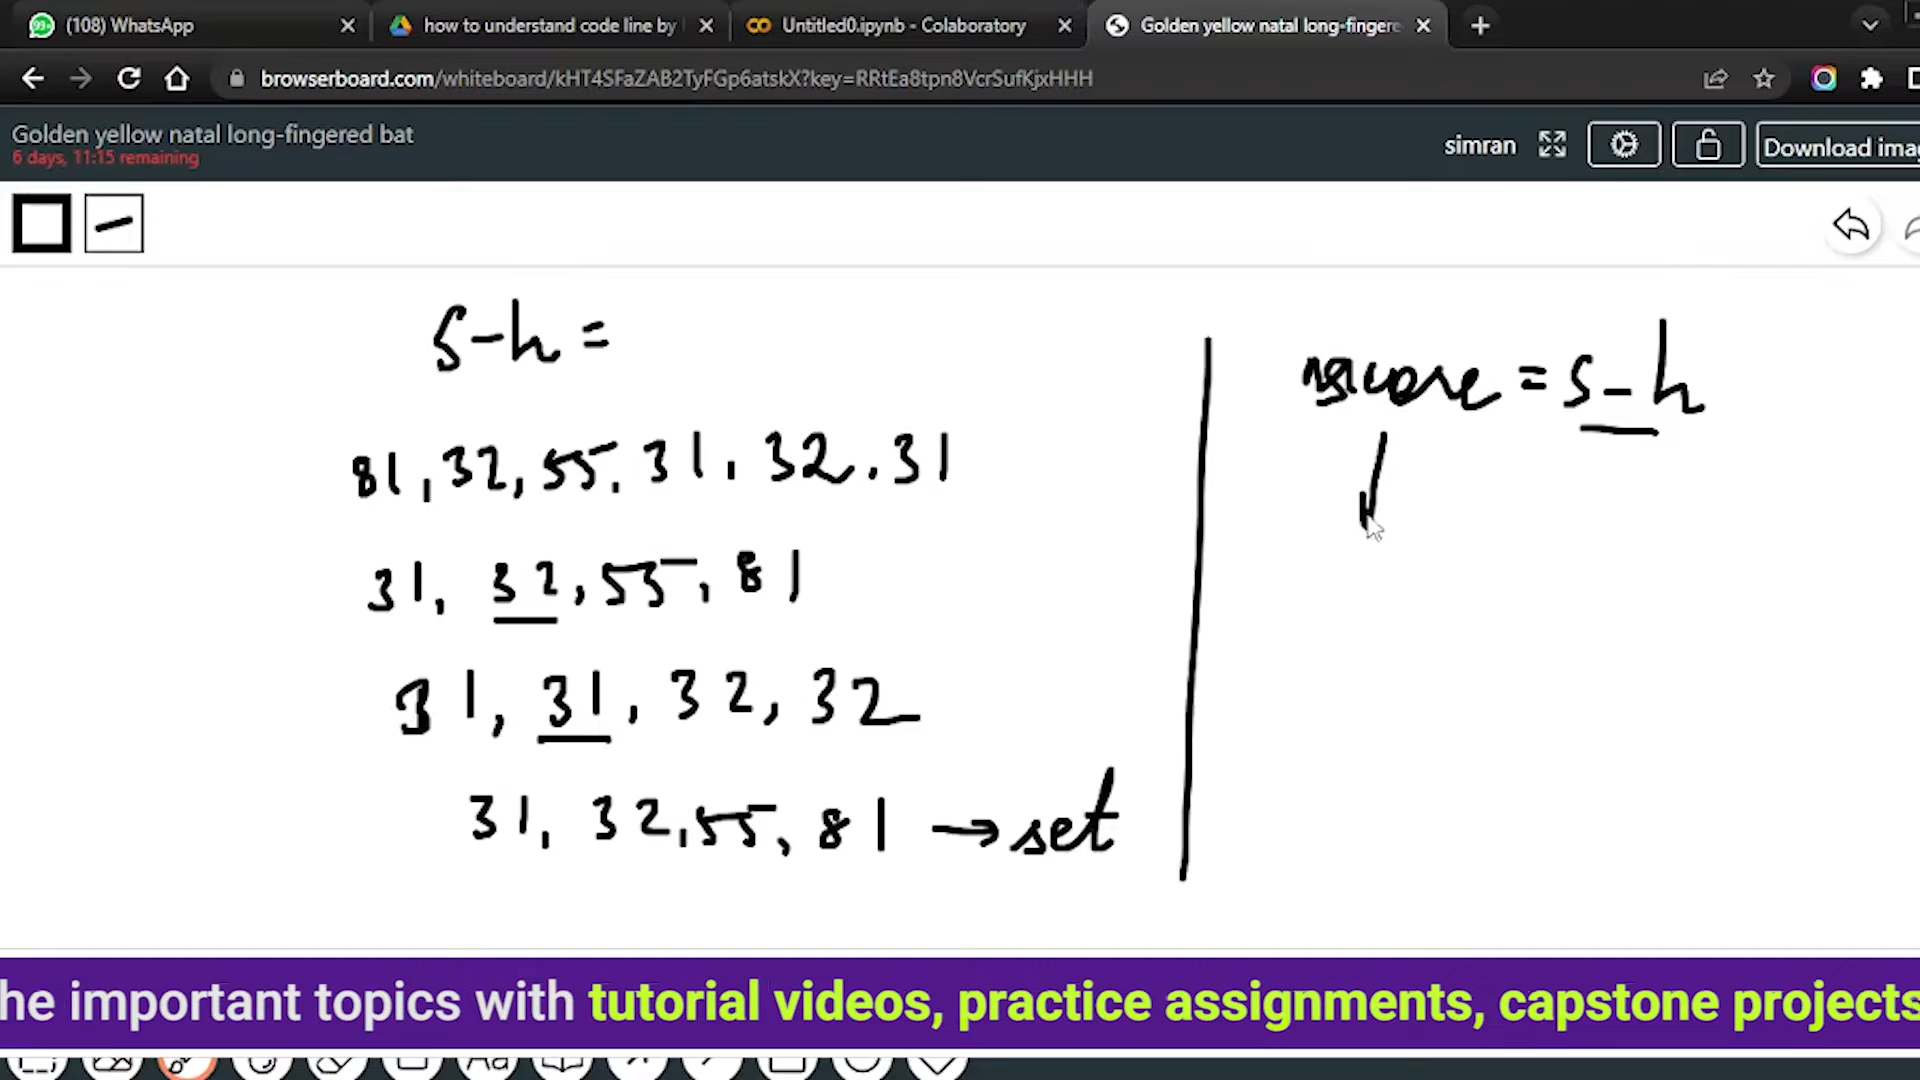 (108) WhatsApp
how to understand code line by
Untitled0.ipynb - Colaboratory
Golden yellow natal long-fingere
browserboard.com/whiteboard/kHT4SFaZAB2TyFGp6atskX?key=RRtEa8tpn8VcrSufKjxHHH
Golden yellow natal long-fingered bat
6 days, 11:15 remaining
simran
Download ima
S-h =
81, 32, 55, 31, 32, 31
31, 32, 55, 81
31, 31, 32, 32
31, 32, 55, 81 → set
= S-h
he important topics with tutorial videos, practice assignments, capstone projects
Aa